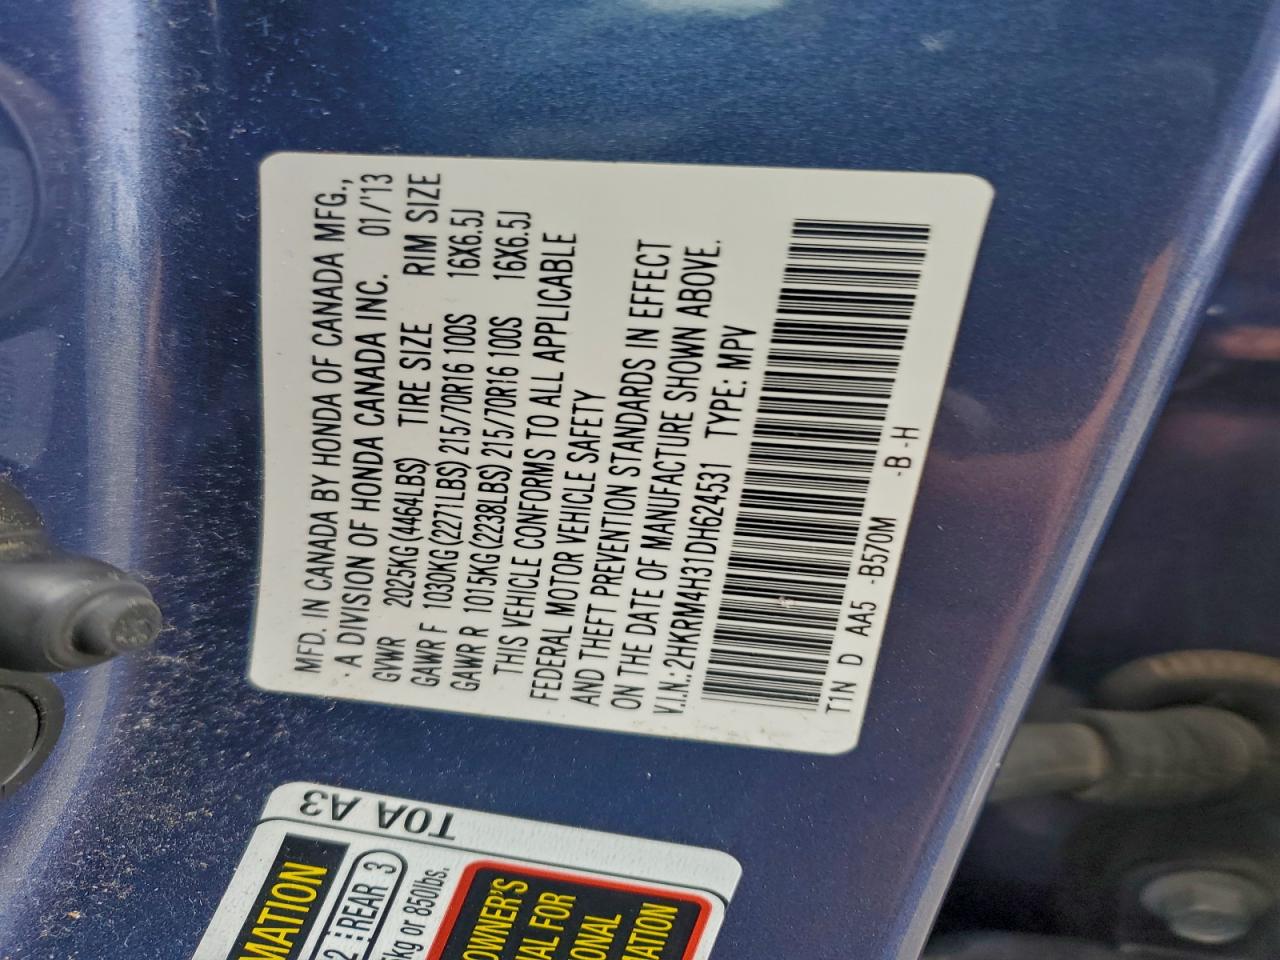 MFD. IN CANADA BY HONDA OF CANADA MFG.,
A DIVISION OF HONDA CANADA INC. 01/'13
GVWR 2025KG (4464LBS) TIRE SIZE RIM SIZE
GAWR F 1030KG (2271LBS) 215/70R16 100S 16X6.5J
GAWR R 1015KG (2238LBS) 215/70R16 100S 16X6.5J
THIS VEHICLE CONFORMS TO ALL APPLICABLE
FEDERAL MOTOR VEHICLE SAFETY
AND THEFT PREVENTION STANDARDS IN EFFECT
ON THE DATE OF MANUFACTURE SHOWN ABOVE.
V.I.N.: 2HKRM4H31DH624531 TYPE: MPV
T1N D AA5 -B570M -B -H
T0A A3
MATION
2 REAR 3
kg or 850lbs.
OWNER'S
AL FOR
ONAL
MATION